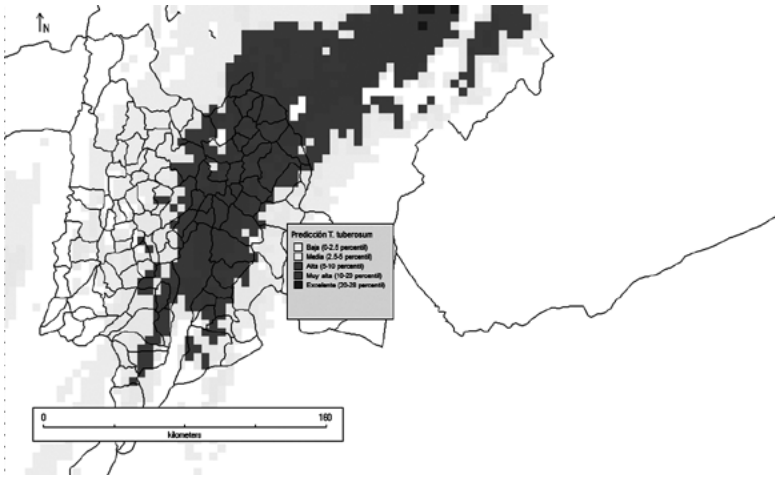 N
Predicción T. tuberosum
Baja (0-2.5 percentil)
Media (2.5-5 percentil)
Alta (5-10 percentil)
Muy alta (10-20 percentil)
Excelente (20-26 percentil)
0 160
kilometers